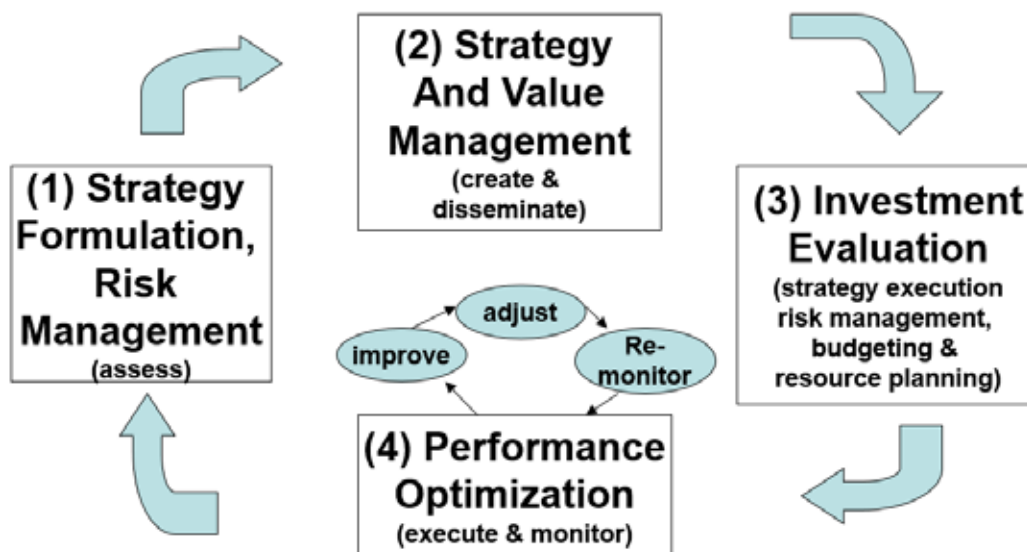 (1) Strategy
Formulation,
Risk
Management
(assess)
(2) Strategy
And Value
Management
(create &
disseminate)
(3) Investment
Evaluation
(strategy execution
risk management,
budgeting &
resource planning)
adjust
improve
Re-
monitor
(4) Performance
Optimization
(execute & monitor)